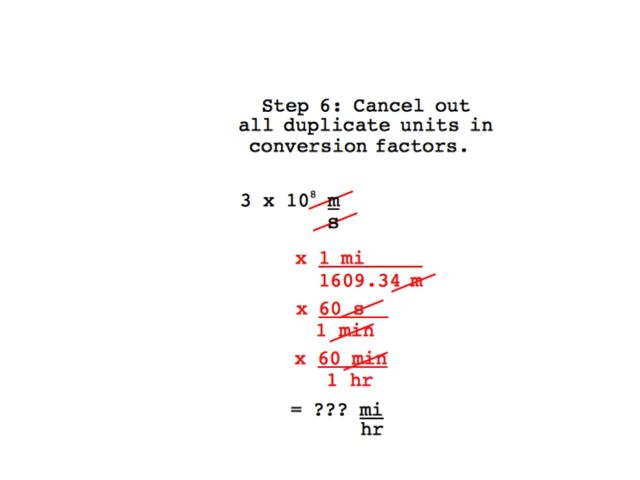 Step 6: Cancel out
all duplicate units in
conversion factors.
3 x 10⁸ m
s
x 1 mi
1609.34 m
x 60 s
1 min
x 60 min
1 hr
= ??? mi
hr